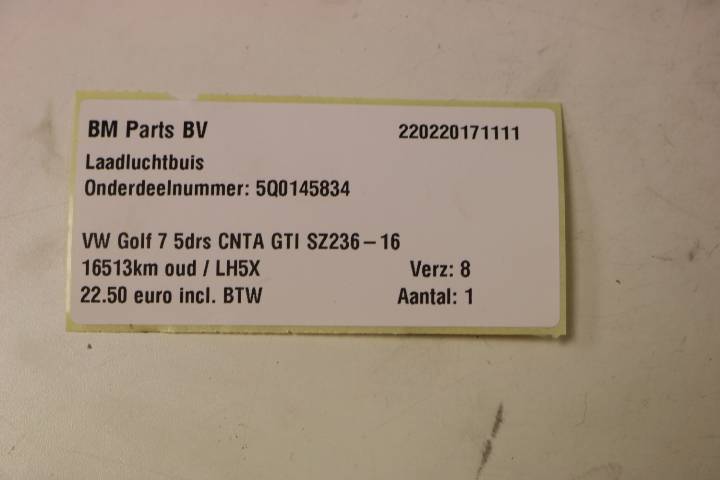 BM Parts BV 220220171111
Laadluchtbuis
Onderdeelnummer: 5Q0145834
VW Golf 7 5drs CNTA GTI SZ236-16
16513km oud / LH5X Verz: 8
22.50 euro incl. BTW Aantal: 1